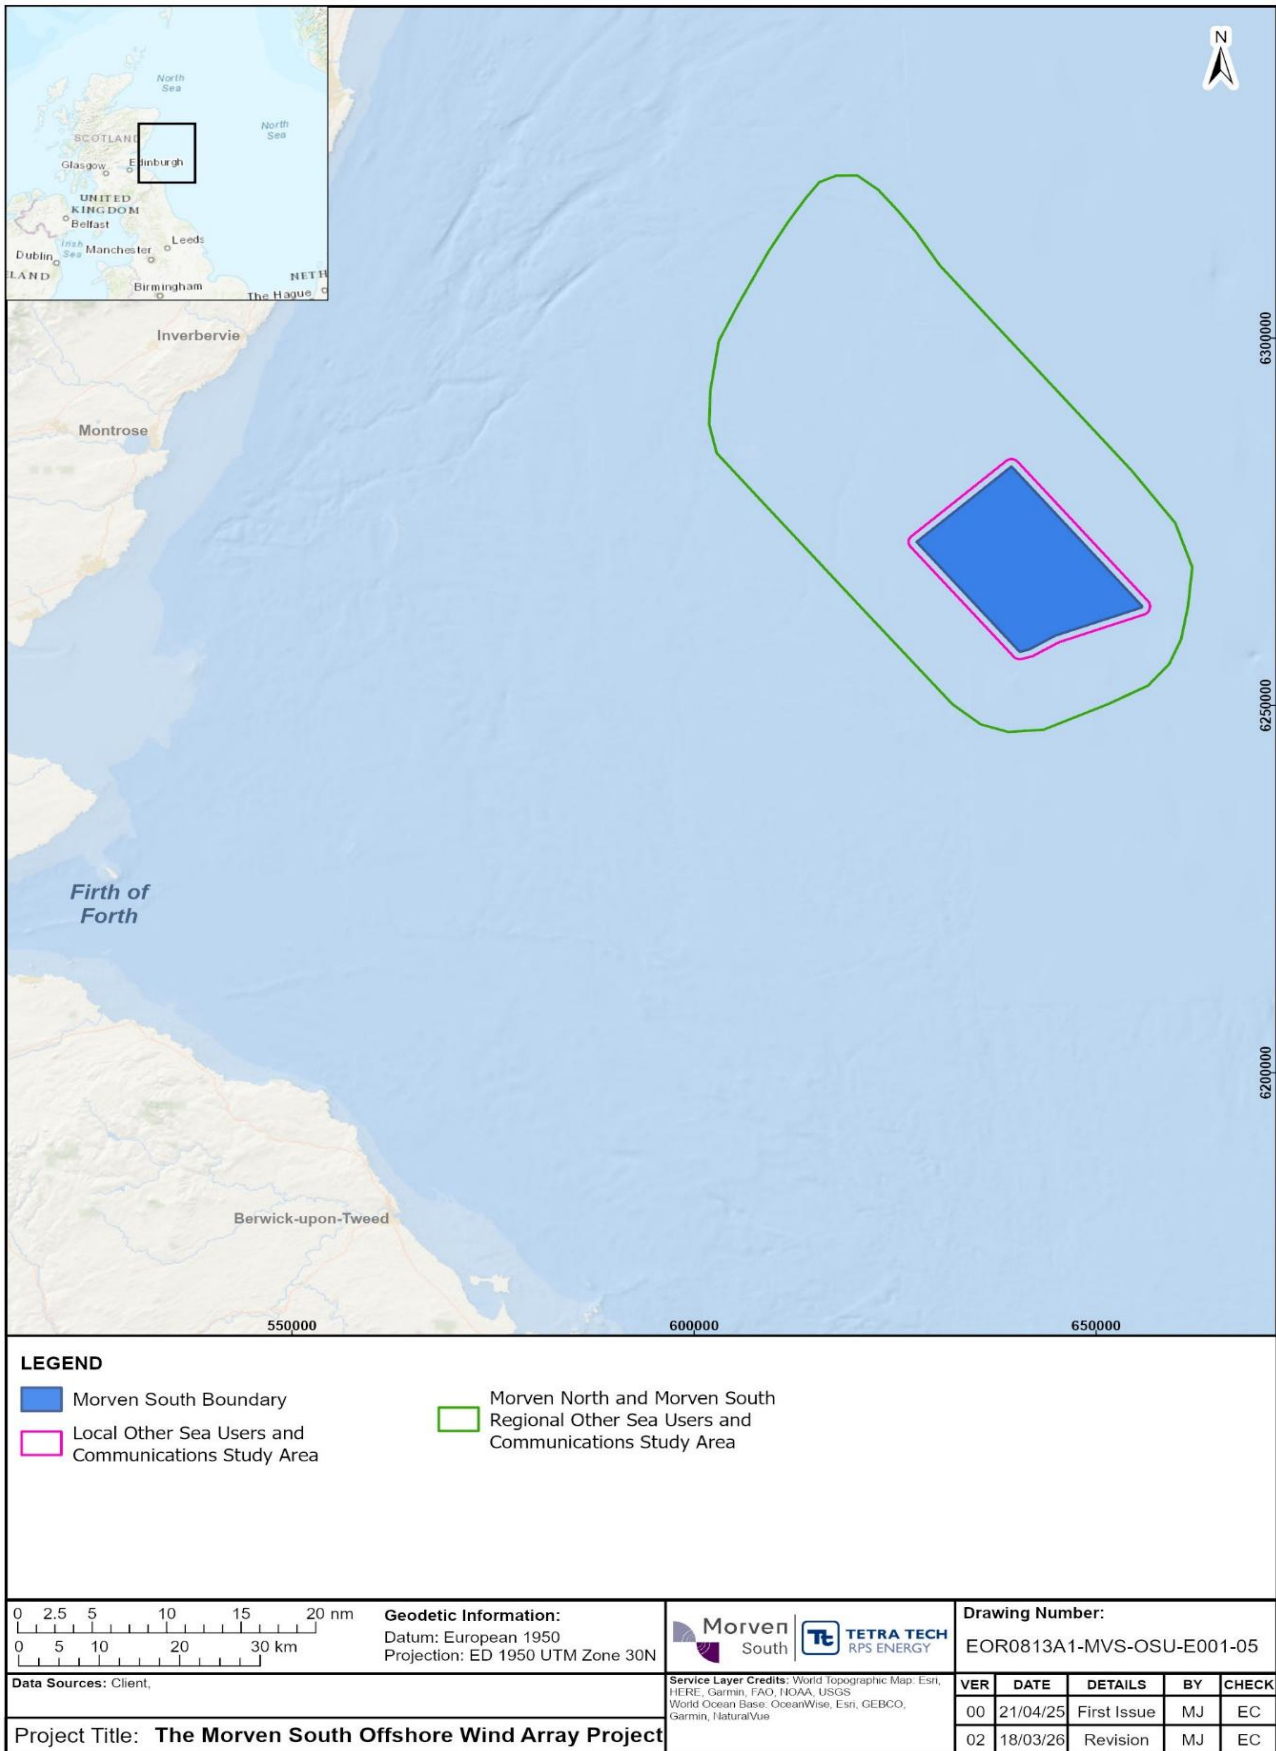 N
North
Sea
North
Sea
SCOTLAND
Glasgow
Edinburgh
UNITED
KINGDOM
Belfast
Irish
Sea
Manchester
Leeds
Dublin
LAND
Birmingham
NETH
The Hague
Inverbervie
Montrose
Firth of
Forth
Berwick-upon-Tweed
6300000
6250000
6200000
550000 600000 650000
LEGEND
Morven South Boundary
Local Other Sea Users and
Communications Study Area
Morven North and Morven South
Regional Other Sea Users and
Communications Study Area
0 2.5 5 10 15 20 nm
0 5 10 20 30 km
Geodetic Information:
Datum: European 1950
Projection: ED 1950 UTM Zone 30N
Morven
South
Tt TETRA TECH
RPS ENERGY
Drawing Number:
EOR0813A1-MVS-OSU-E001-05
Data Sources: Client,
Service Layer Credits: World Topographic Map: Esri,
HERE, Garmin, FAO, NOAA, USGS
World Ocean Base: OceanWise, Esri, GEBCO,
Garmin, NaturalVue
VER DATE DETAILS BY CHECK
00 21/04/25 First Issue MJ EC
02 18/03/26 Revision MJ EC
Project Title: The Morven South Offshore Wind Array Project